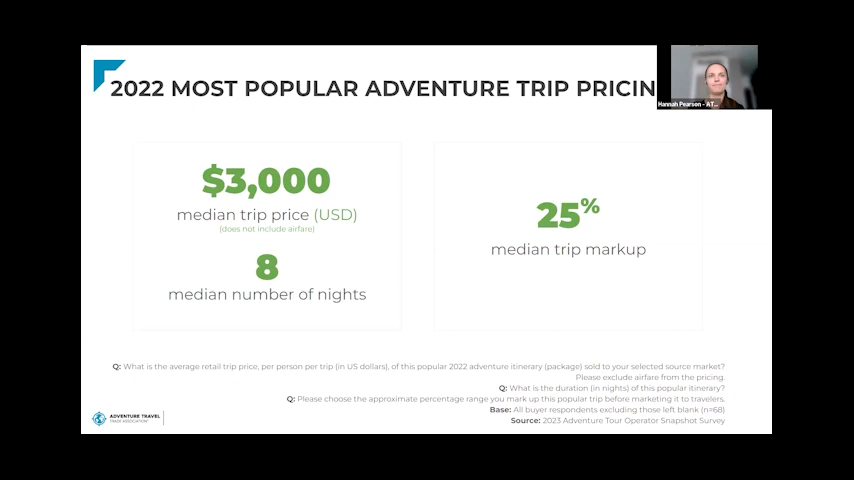 2022 MOST POPULAR ADVENTURE TRIP PRICIN
Hannah Pearson - AT...
$3,000
median trip price (USD)
(does not include airfare)
8
median number of nights
25%
median trip markup
Q: What is the average retail trip price, per person per trip (in US dollars), of this popular 2022 adventure itinerary (package) sold to your selected source market?
Please exclude airfare from the pricing.
Q: What is the duration (in nights) of this popular itinerary?
Q: Please choose the approximate percentage range you mark up this popular trip before marketing it to travelers.
Base: All buyer respondents excluding those left blank (n=68)
Source: 2023 Adventure Tour Operator Snapshot Survey
ADVENTURE TRAVEL
TRADE ASSOCIATION